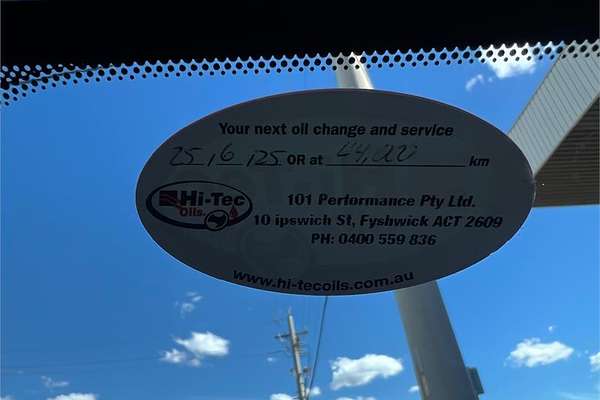 Your next oil change and service
25 / 6 / 25 OR at 44,000 km
Hi-Tec
Oils
101 Performance Pty Ltd.
10 ipswich St, Fyshwick ACT 2609
PH: 0400 559 836
www.hi-tecoils.com.au